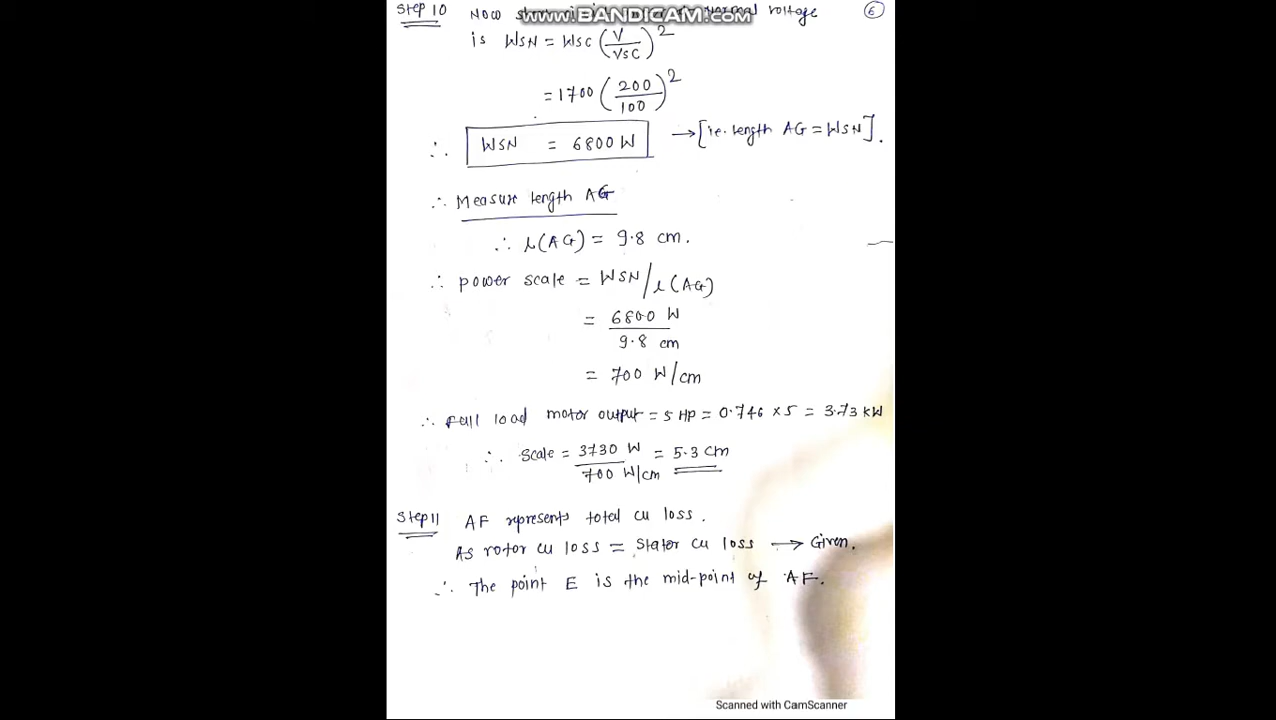 Step 10 Now voltage 6
www.BANDICAM.com
is WSN = WSC (V/VSC)²
= 1700 (200/100)²
∴ WSN = 6800 W → [i.e. length AG = WSN].
∴ Measure length AG
∴ l(AG) = 9.8 cm.
∴ power scale = WSN/l(AG)
= 6800 W / 9.8 cm
= 700 W/cm
∴ Full load motor output = 5 HP = 0.746 × 5 = 3.73 kW
∴ Scale = 3730 W / 700 W/cm = 5.3 cm
Step 11 AF represents total cu loss.
As rotor cu loss = Stator cu loss → Given.
∴ The point E is the mid-point of AF.
Scanned with CamScanner